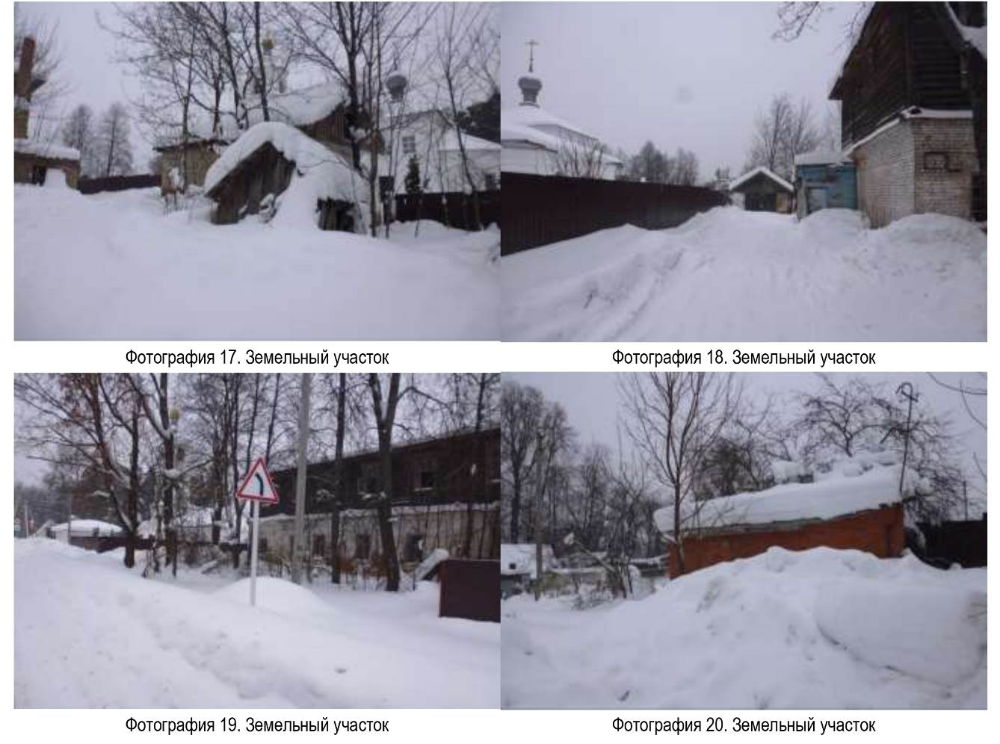 Фотография 17. Земельный участок
Фотография 18. Земельный участок
Фотография 19. Земельный участок
Фотография 20. Земельный участок